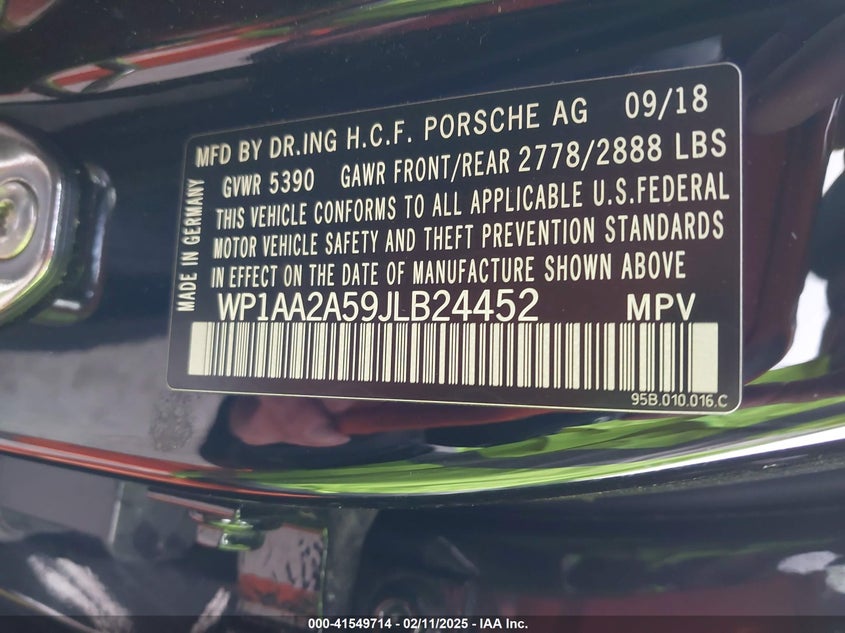 MFD BY DR.ING H.C.F. PORSCHE AG 09/18
GVWR 5390 GAWR FRONT/REAR 2778/2888 LBS
THIS VEHICLE CONFORMS TO ALL APPLICABLE U.S.FEDERAL
MOTOR VEHICLE SAFETY AND THEFT PREVENTION STANDARDS
IN EFFECT ON THE DATE OF MANUFACTURE SHOWN ABOVE
MADE IN GERMANY
WP1AA2A59JLB24452 MPV
95B.010.016.C
000-41549714 - 02/11/2025 - IAA Inc.